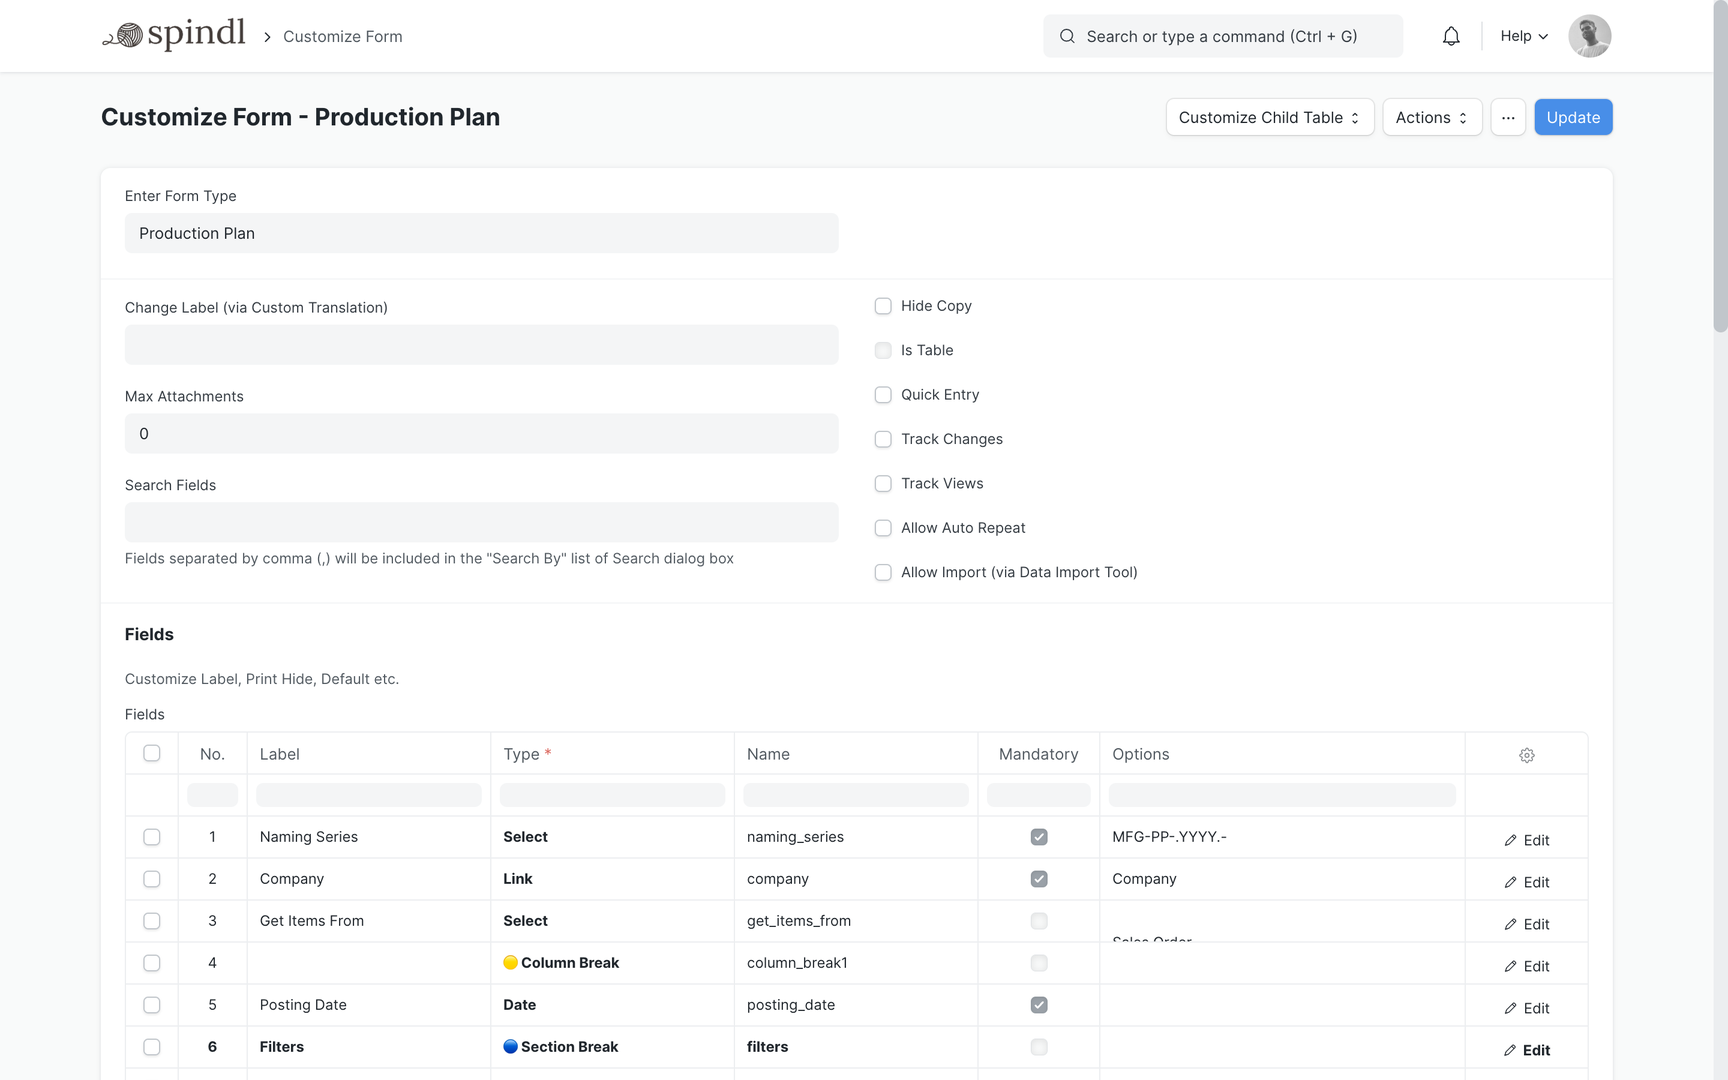 spindl
Customize Form
Search or type a command (Ctrl + G)
Help
Customize Form - Production Plan
Customize Child Table
Actions
...
Update
Enter Form Type
Production Plan
Change Label (via Custom Translation)
Max Attachments
0
Search Fields
Fields separated by comma (,) will be included in the "Search By" list of Search dialog box
Hide Copy
Is Table
Quick Entry
Track Changes
Track Views
Allow Auto Repeat
Allow Import (via Data Import Tool)
Fields
Customize Label, Print Hide, Default etc.
Fields
No. Label Type * Name Mandatory Options
1 Naming Series Select naming_series MFG-PP-.YYYY.- Edit
2 Company Link company Company Edit
3 Get Items From Select get_items_from Sales Order Edit
4 Column Break column_break1 Edit
5 Posting Date Date posting_date Edit
6 Filters Section Break filters Edit